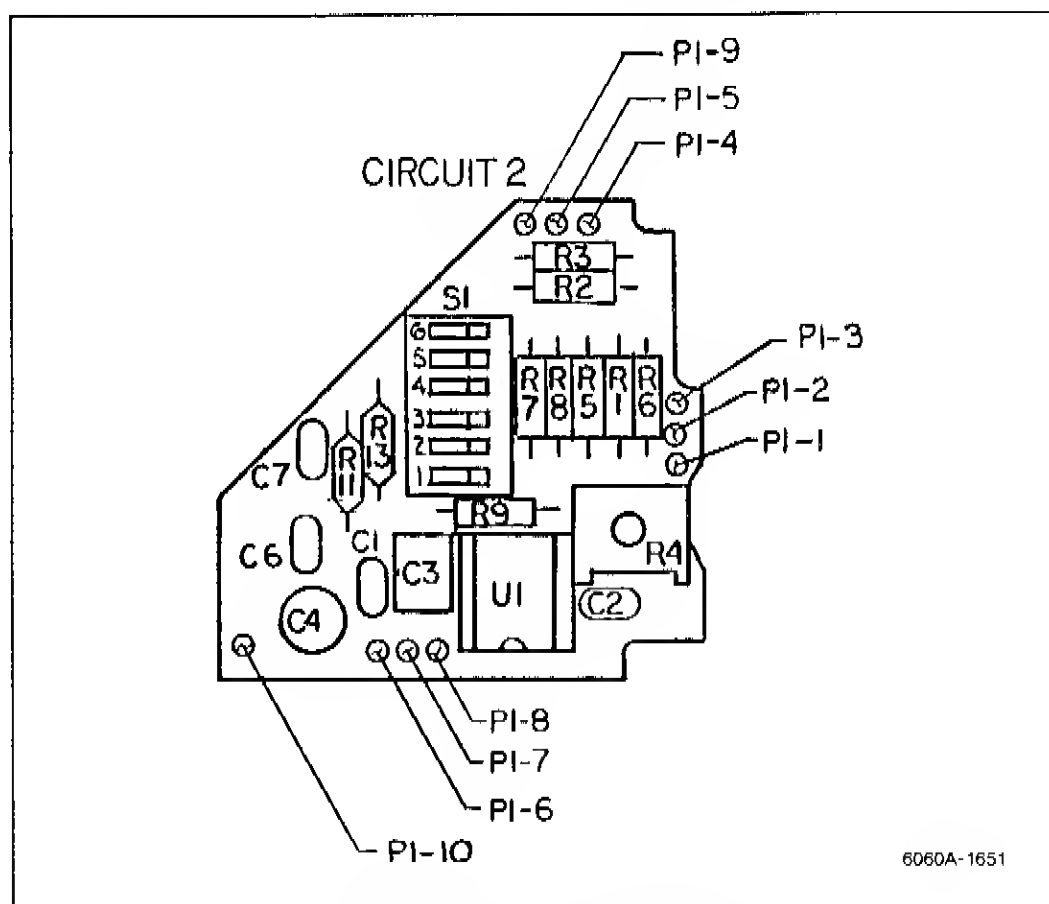 P1-9
P1-5
P1-4
CIRCUIT 2
R3
R2
S1
6
5
4
3
2
1
R7
R8
R5
R1
R6
P1-3
P1-2
P1-1
R13
R11
C7
R9
R4
C6
C1
C3
U1
C2
C4
P1-8
P1-7
P1-6
P1-10
6060A-1651